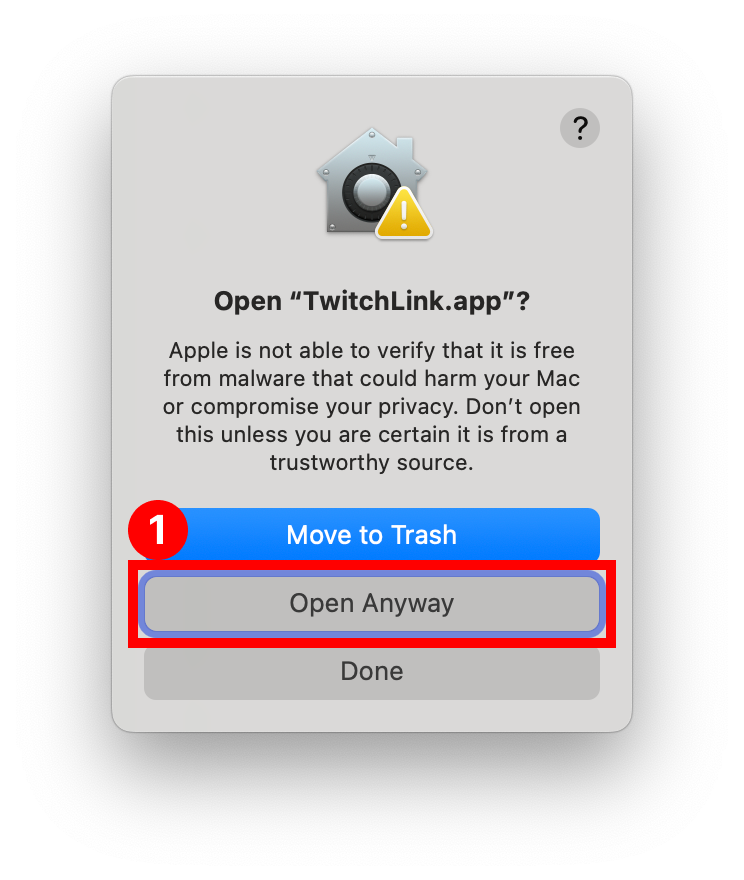 ?
Open “TwitchLink.app”?
Apple is not able to verify that it is free
from malware that could harm your Mac
or compromise your privacy. Don’t open
this unless you are certain it is from a
trustworthy source.
1
Move to Trash
Open Anyway
Done